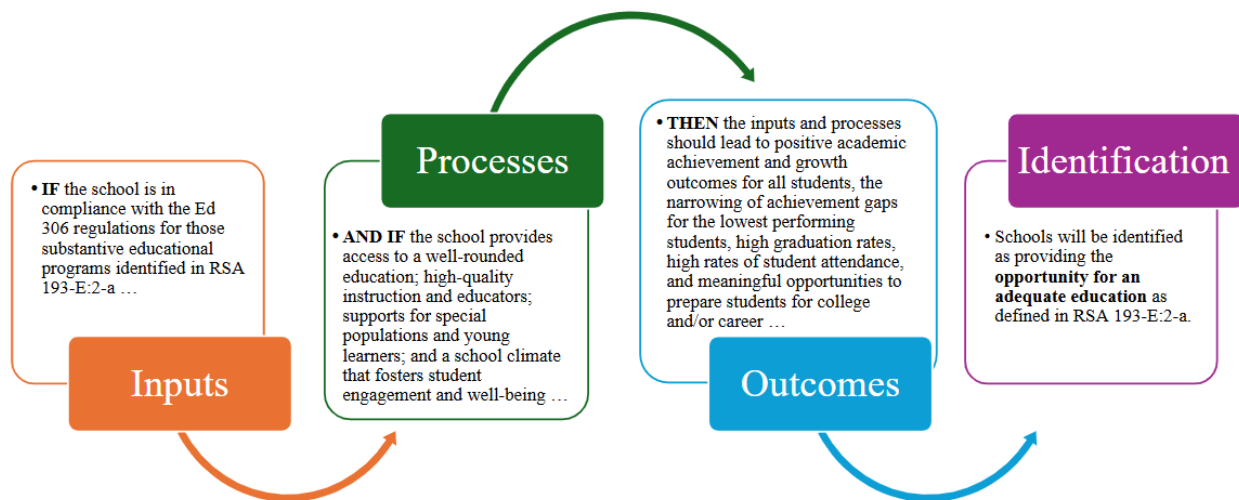 • IF the school is in
compliance with the Ed
306 regulations for those
substantive educational
programs identified in RSA
193-E:2-a …
Inputs
Processes
• AND IF the school provides
access to a well-rounded
education; high-quality
instruction and educators;
supports for special
populations and young
learners; and a school climate
that fosters student
engagement and well-being …
• THEN the inputs and processes
should lead to positive academic
achievement and growth
outcomes for all students, the
narrowing of achievement gaps
for the lowest performing
students, high graduation rates,
high rates of student attendance,
and meaningful opportunities to
prepare students for college
and/or career …
Outcomes
Identification
• Schools will be identified
as providing the
opportunity for an
adequate education as
defined in RSA 193-E:2-a.